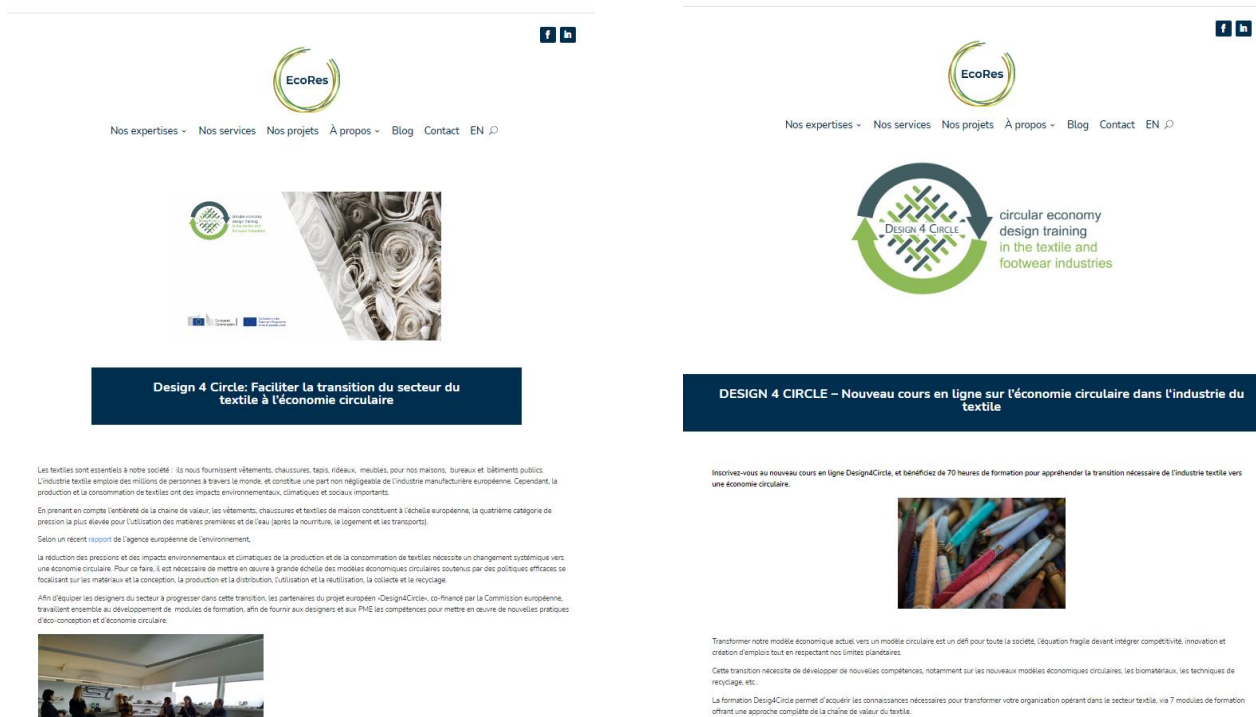 f in
EcoRes
Nos expertises Nos services Nos projets À propos Blog Contact EN
circular economy
design training
in the textile and
footwear industries
European
Commission
Design 4 Circle: Faciliter la transition du secteur du
textile à l'économie circulaire
Les textiles sont essentiels à notre société : ils nous fournissent vêtements, chaussures, tapis, rideaux, meubles, pour nos maisons, bureaux et bâtiments publics.
L'industrie textile emploie des millions de personnes à travers le monde, et constitue une part non négligeable de l'industrie manufacturière européenne. Cependant, la
production et la consommation de textiles ont des impacts environnementaux, climatiques et sociaux importants.
En prenant en compte l'entièreté de la chaine de valeur, les vêtements, chaussures et textiles de maison constituent à l'échelle européenne, la quatrième catégorie de
pression la plus élevée pour l'utilisation des matières premières et de l'eau (après la nourriture, le logement et les transports).
Selon un récent rapport de l'agence européenne de l'environnement,
la réduction des pressions et des impacts environnementaux et climatiques de la production et de la consommation de textiles nécessite un changement systémique vers
une économie circulaire. Pour ce faire, il est nécessaire de mettre en œuvre à grande échelle des modèles économiques circulaires soutenus par des politiques efficaces se
focalisant sur les matériaux et la conception, la production et la distribution, l'utilisation et la réutilisation, la collecte et le recyclage.
Afin d'équiper les designers du secteur à progresser dans cette transition, les partenaires du projet européen «Design4Circle», co-financé par la Commission européenne,
travaillent ensemble au développement de modules de formation, afin de fournir aux designers et aux PME les compétences pour mettre en œuvre de nouvelles pratiques
d'éco-conception et d'économie circulaire.
f in
EcoRes
Nos expertises Nos services Nos projets À propos Blog Contact EN
DESIGN 4 CIRCLE
circular economy
design training
in the textile and
footwear industries
DESIGN 4 CIRCLE – Nouveau cours en ligne sur l'économie circulaire dans l'industrie du
textile
Inscrivez-vous au nouveau cours en ligne Design4Circle, et bénéficiez de 70 heures de formation pour appréhender la transition nécessaire de l'industrie textile vers
une économie circulaire.
Transformer notre modèle économique actuel vers un modèle circulaire est un défi pour toute la société, l'équation fragile devant intégrer compétitivité, innovation et
création d'emplois tout en respectant nos limites planétaires.
Cette transition nécessite de développer de nouvelles compétences, notamment sur les nouveaux modèles économiques circulaires, les biomatériaux, les techniques de
recyclage, etc.
La formation Desig4Circle permet d'acquérir les connaissances nécessaires pour transformer votre organisation opérant dans le secteur textile, via 7 modules de formation
offrant une approche complète de la chaîne de valeur du textile.